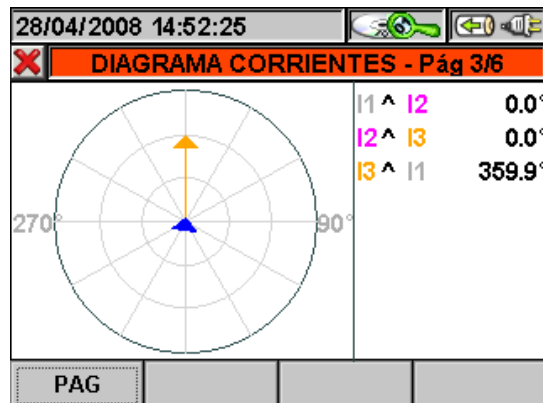 28/04/2008 14:52:25
DIAGRAMA CORRIENTES - Pág 3/6
I1 ^ I2 0.0°
I2 ^ I3 0.0°
I3 ^ I1 359.9°
270° 90°
PAG